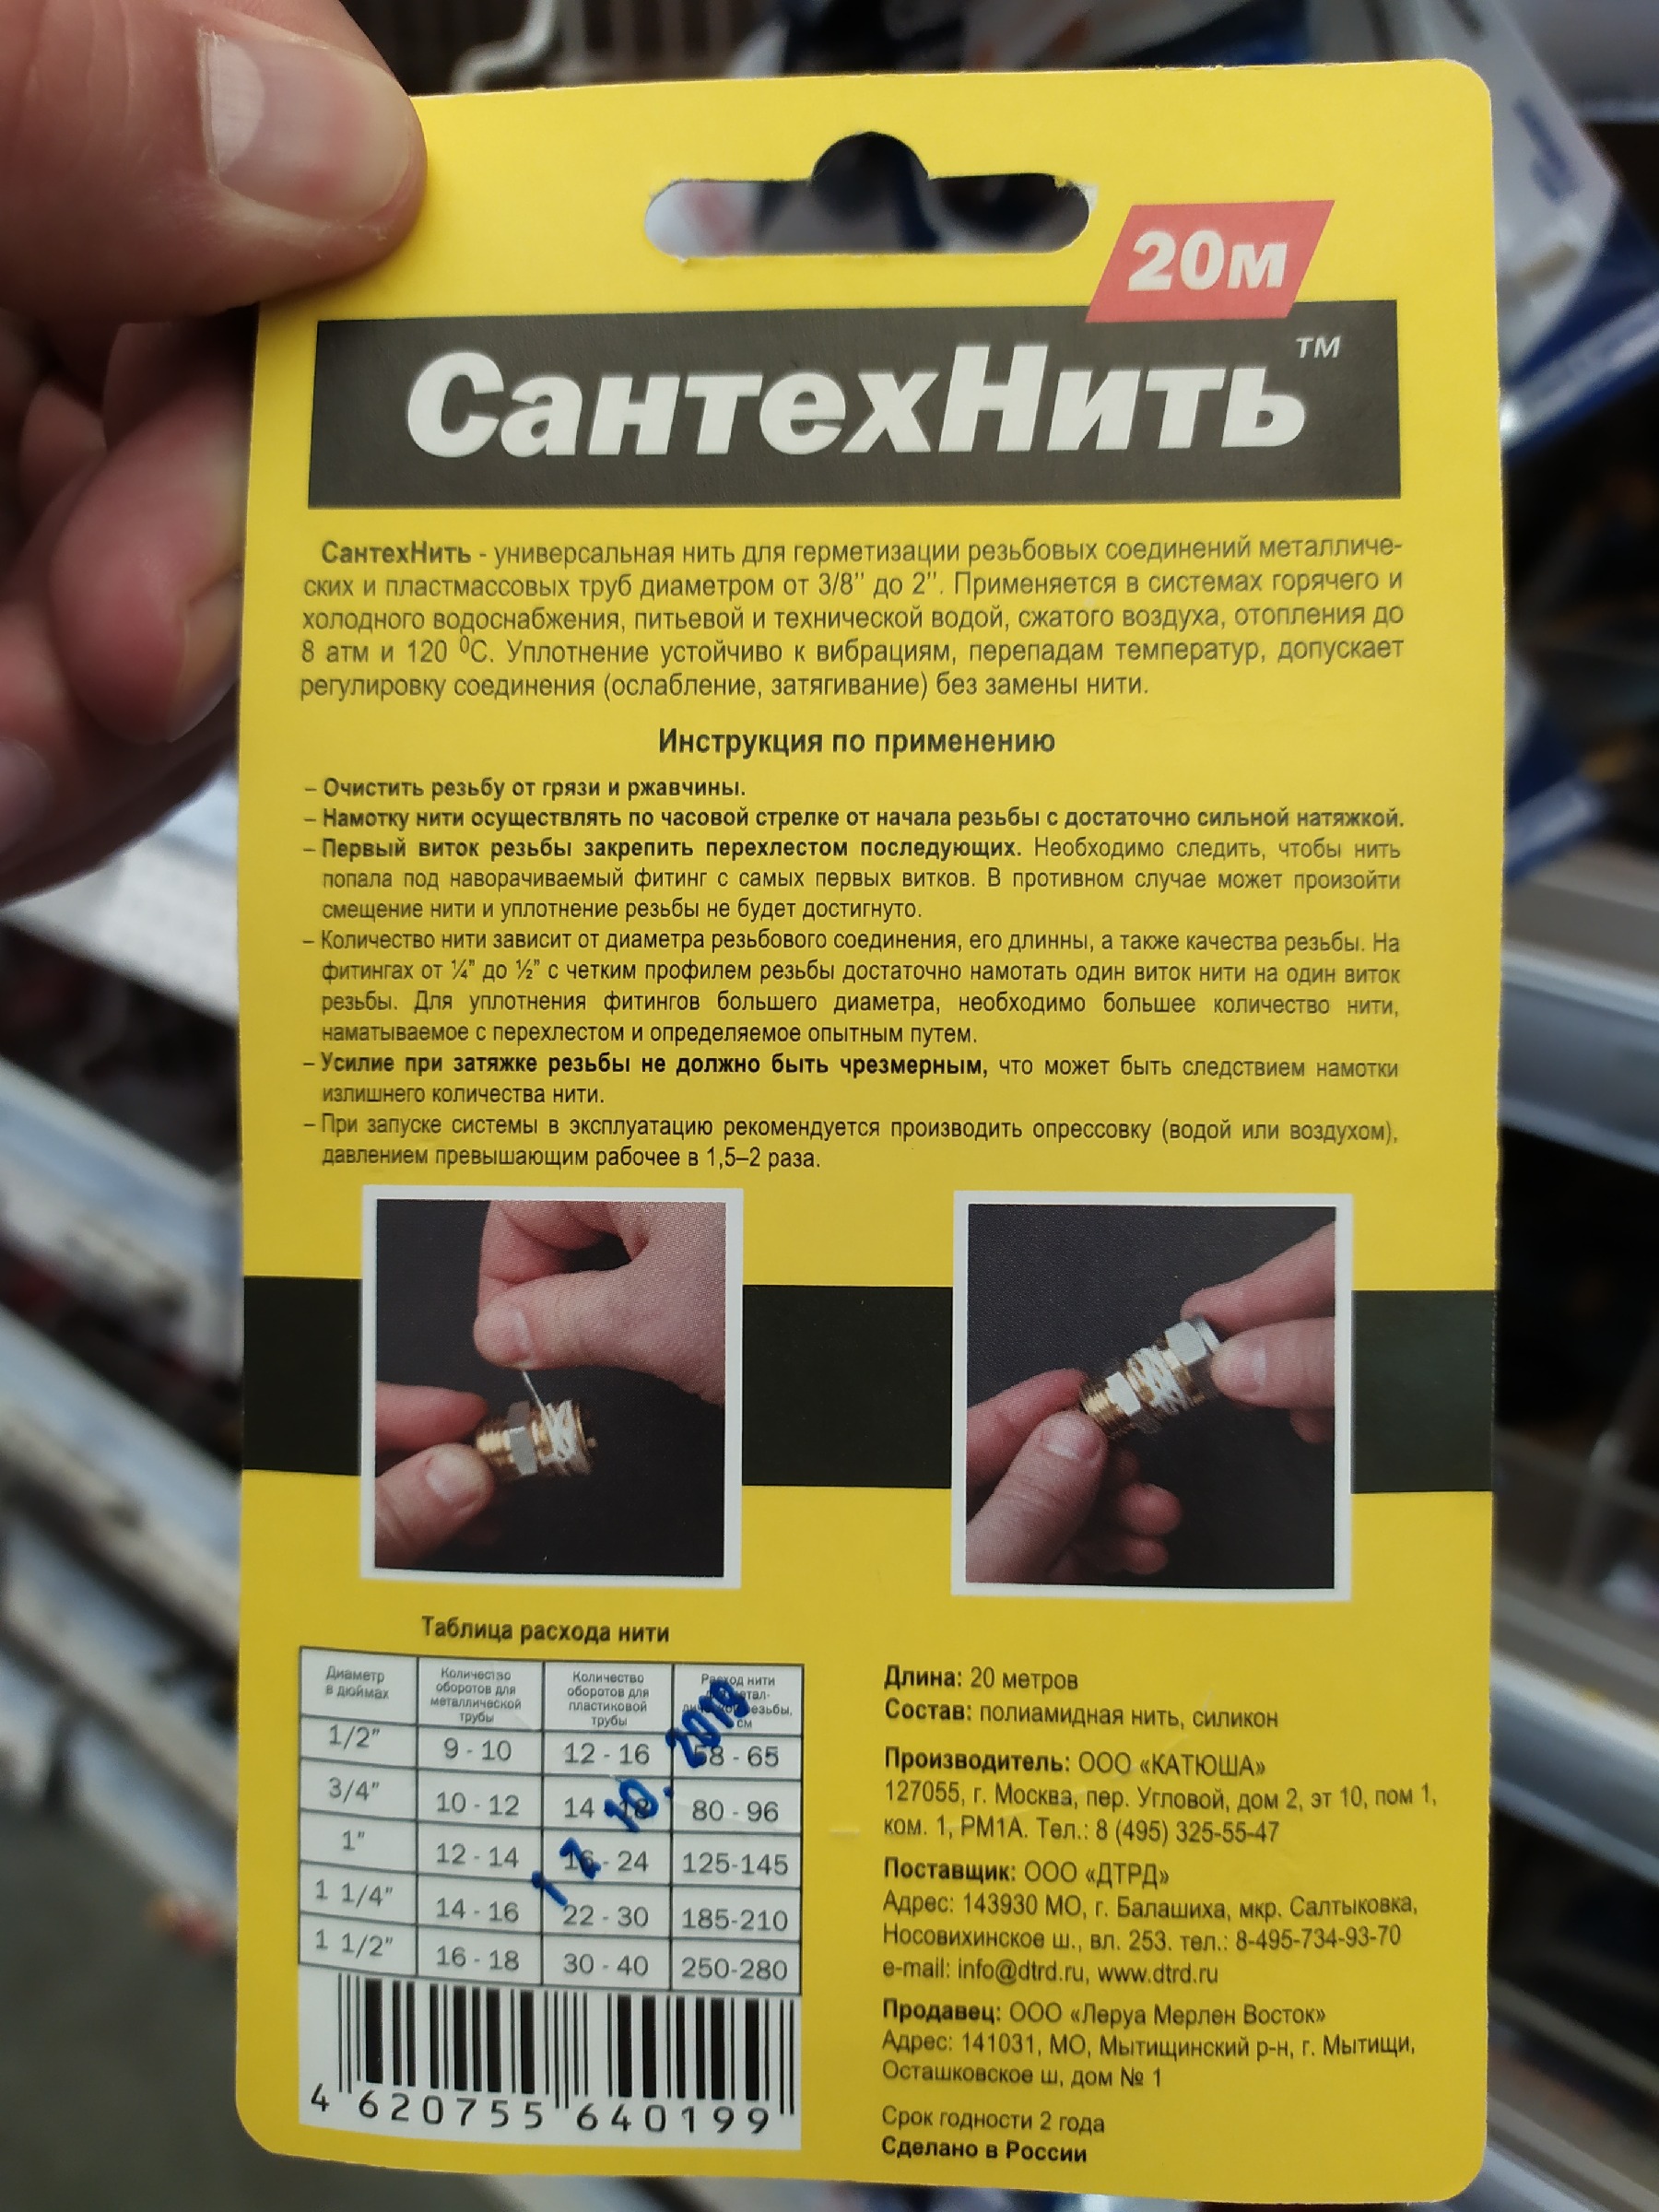 20м
СантехНить™
СантехНить - универсальная нить для герметизации резьбовых соединений металличе-
ских и пластмассовых труб диаметром от 3/8” до 2”. Применяется в системах горячего и
холодного водоснабжения, питьевой и технической водой, сжатого воздуха, отопления до
8 атм и 120 ⁰С. Уплотнение устойчиво к вибрациям, перепадам температур, допускает
регулировку соединения (ослабление, затягивание) без замены нити.
Инструкция по применению
– Очистить резьбу от грязи и ржавчины.
– Намотку нити осуществлять по часовой стрелке от начала резьбы с достаточно сильной натяжкой.
– Первый виток резьбы закрепить перехлестом последующих. Необходимо следить, чтобы нить
попала под наворачиваемый фитинг с самых первых витков. В противном случае может произойти
смещение нити и уплотнение резьбы не будет достигнуто.
– Количество нити зависит от диаметра резьбового соединения, его длинны, а также качества резьбы. На
фитингах от ¼” до ½” с четким профилем резьбы достаточно намотать один виток нити на один виток
резьбы. Для уплотнения фитингов большего диаметра, необходимо большее количество нити,
наматываемое с перехлестом и определяемое опытным путем.
– Усилие при затяжке резьбы не должно быть чрезмерным, что может быть следствием намотки
излишнего количества нити.
– При запуске системы в эксплуатацию рекомендуется производить опрессовку (водой или воздухом),
давлением превышающим рабочее в 1,5–2 раза.
Таблица расхода нити
Диаметр
в дюймах
Количество
оборотов для
металлической
трубы
Количество
оборотов для
пластиковой
трубы
Расход нити
резьбы,
см
1/2” 9 - 10 12 - 16 58 - 65
3/4” 10 - 12 14 - 18 80 - 96
1” 12 - 14 16 - 24 125-145
1 1/4” 14 - 16 22 - 30 185-210
1 1/2” 16 - 18 30 - 40 250-280
17 10. 2019
4 620755 640199
Длина: 20 метров
Состав: полиамидная нить, силикон
Производитель: ООО «КАТЮША»
127055, г. Москва, пер. Угловой, дом 2, эт 10, пом 1,
ком. 1, РМ1А. Тел.: 8 (495) 325-55-47
Поставщик: ООО «ДТРД»
Адрес: 143930 МО, г. Балашиха, мкр. Салтыковка,
Носовихинское ш., вл. 253. тел.: 8-495-734-93-70
e-mail: info@dtrd.ru, www.dtrd.ru
Продавец: ООО «Леруа Мерлен Восток»
Адрес: 141031, МО, Мытищинский р-н, г. Мытищи,
Осташковское ш, дом № 1
Срок годности 2 года
Сделано в России